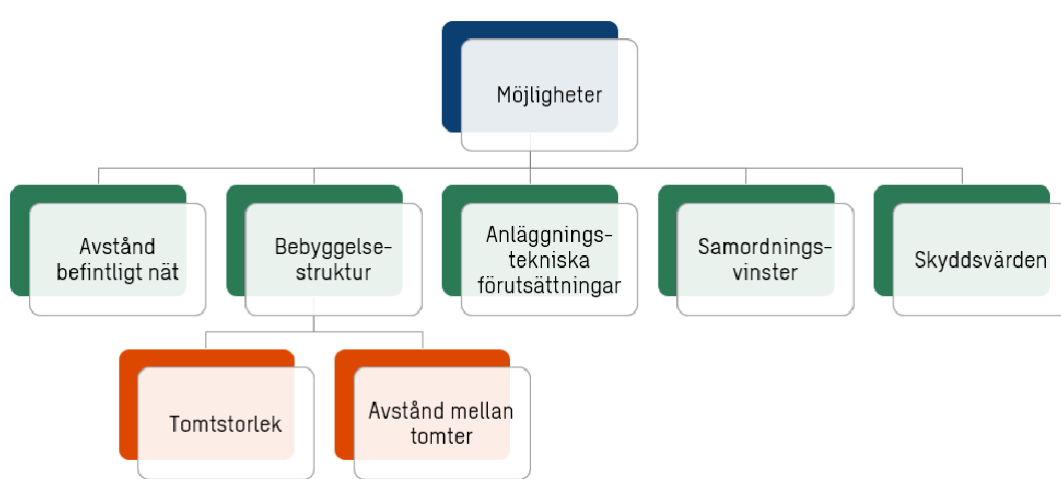 Möjligheter
Avstånd
befintligt nät
Bebyggelse-
struktur
Anläggnings-
tekniska
förutsättningar
Samordnings-
vinster
Skyddsvärden
Tomtstorlek
Avstånd mellan
tomter